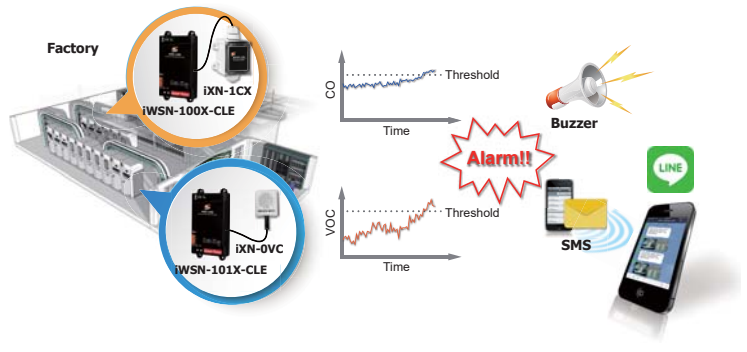 Factory
iXN-1CX
iWSN-100X-CLE
iXN-0VC
iWSN-101X-CLE
CO
Threshold
Time
VOC
Threshold
Time
Alarm!!
Buzzer
SMS
LINE